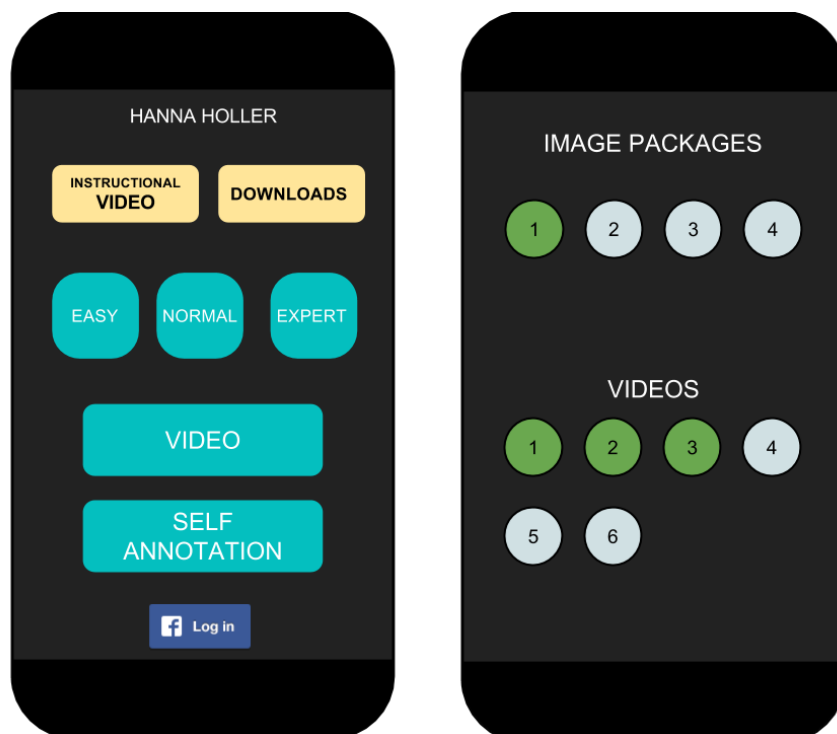 HANNA HOLLER
INSTRUCTIONAL
VIDEO
DOWNLOADS
EASY
NORMAL
EXPERT
VIDEO
SELF
ANNOTATION
f Log in
IMAGE PACKAGES
1 2 3 4
VIDEOS
1 2 3 4
5 6